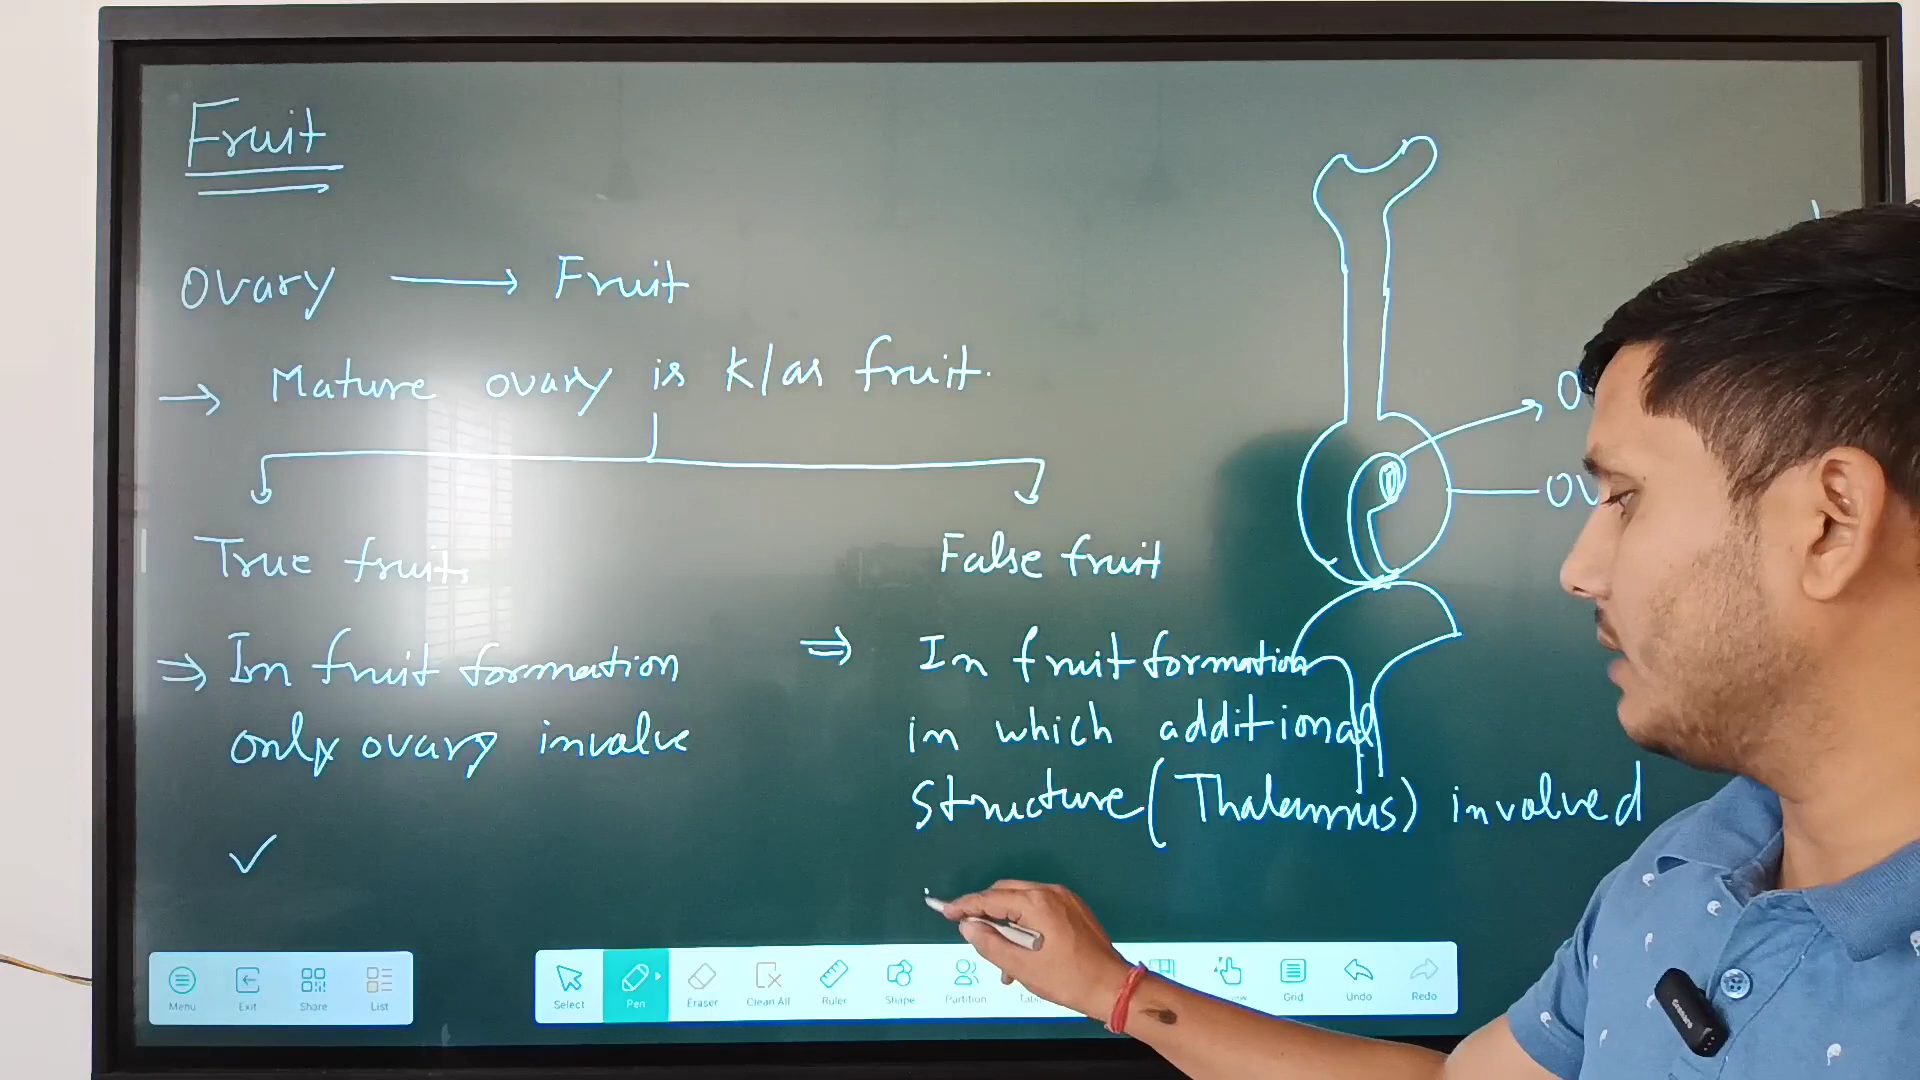 Fruit
Ovary → Fruit
→ Mature ovary is k/as fruit.
True fruit
False fruit
⇒ In fruit formation
only ovary involve
⇒ In fruit formation
in which additional
structure (Thalamus) involved
✓
Menu Exit Share List
Select Pen Eraser Clean All Ruler Shape Partition Grid Undo Redo